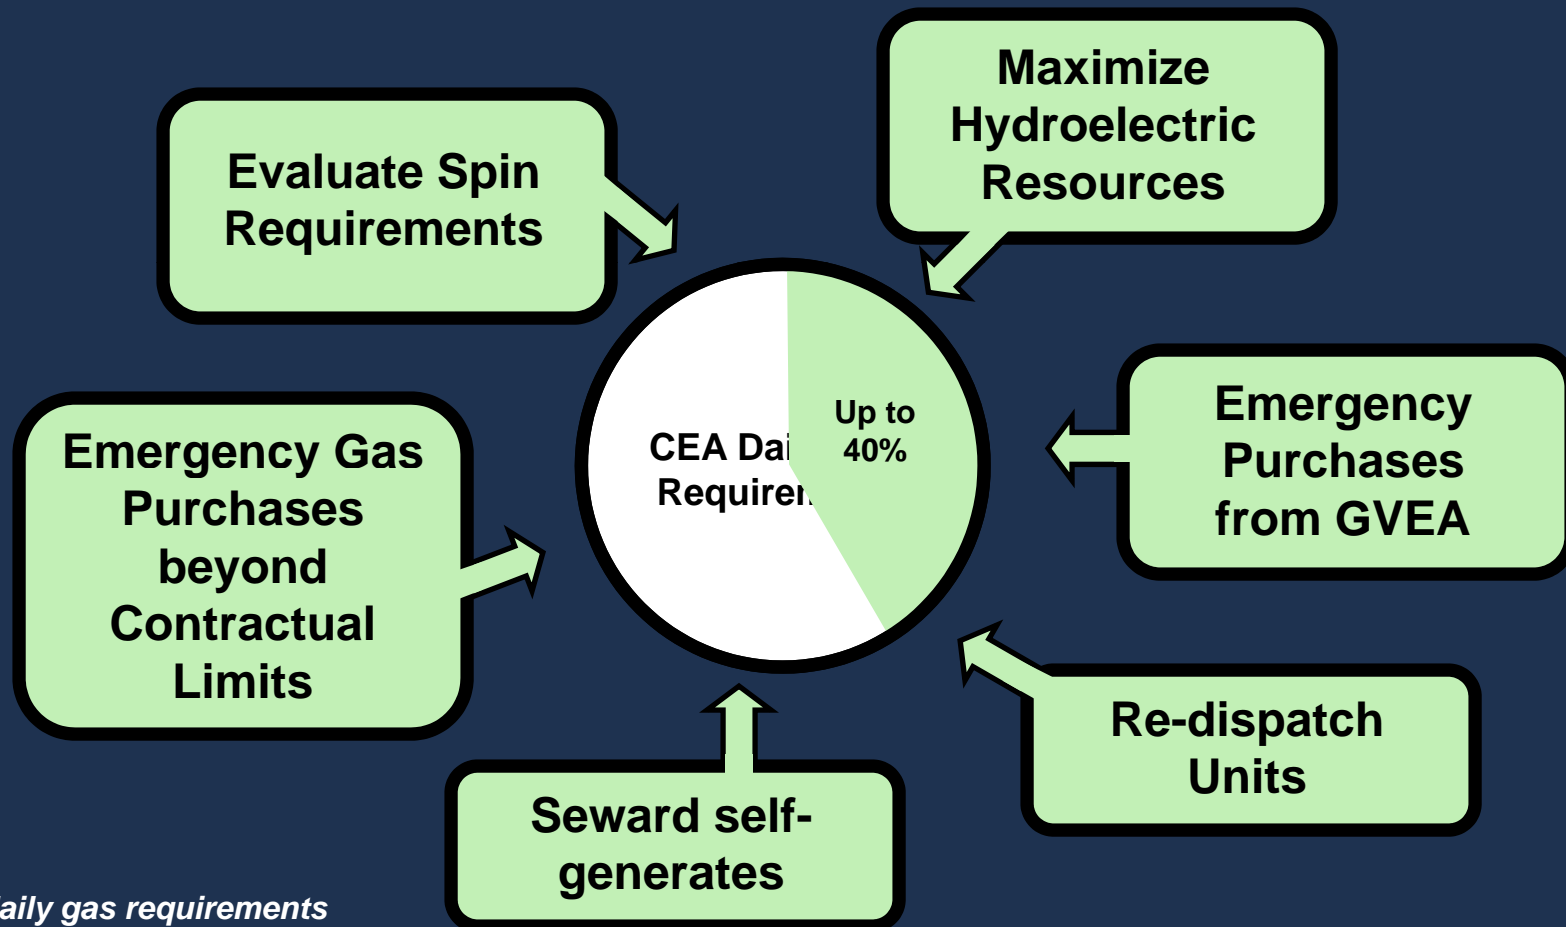 Maximize
Hydroelectric
Resources
Evaluate Spin
Requirements
Emergency
Purchases
from GVEA
Up to
40%
CEA
Emergency Gas
Purchases
beyond
Contractual
Limits
Re-dispatch
Units
Seward self-
generates
gas requirements